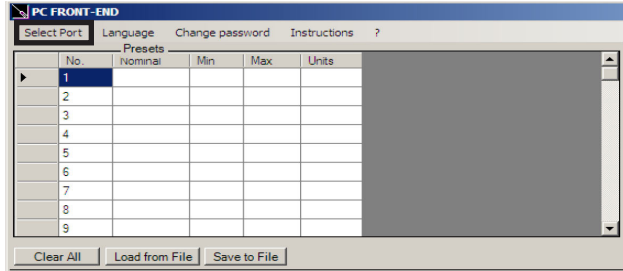 PC FRONT-END
Select Port Language Change password Instructions ?
Presets
No. Nominal Min Max Units
1
2
3
4
5
6
7
8
9
Clear All Load from File Save to File